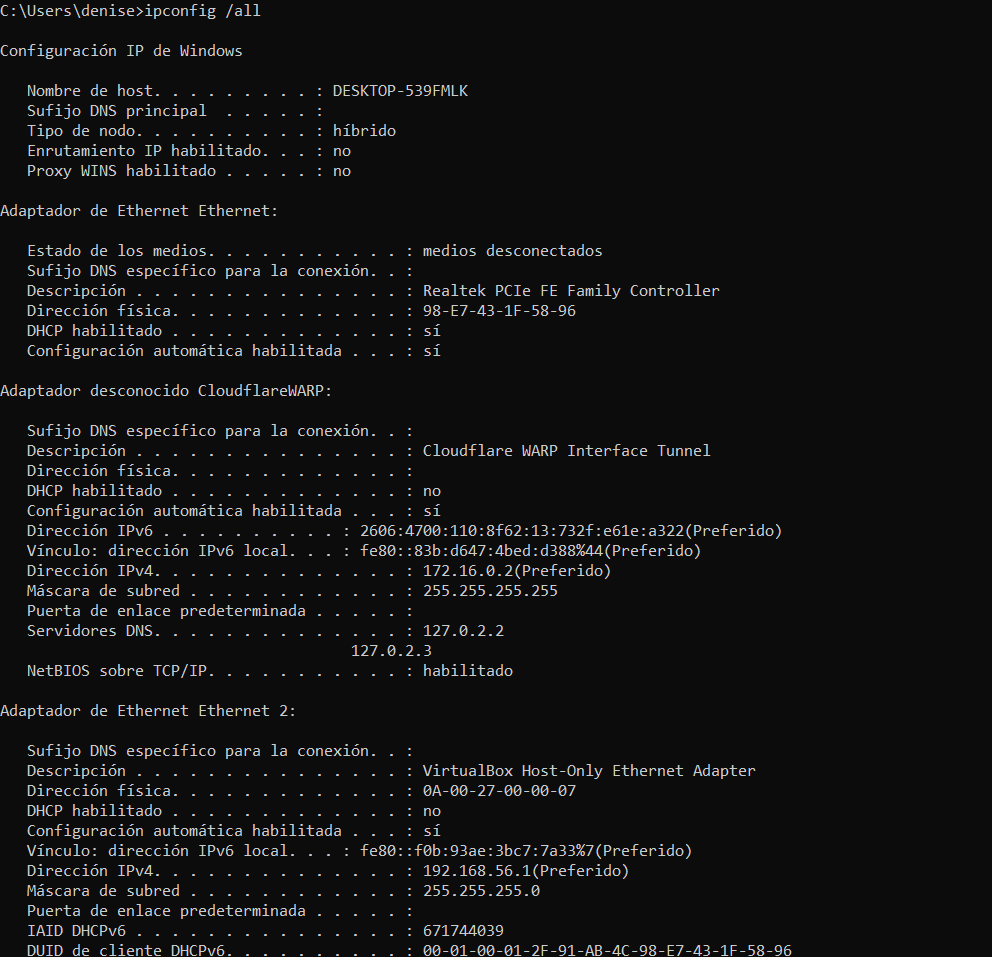 C:\Users\denise>ipconfig /all
Configuración IP de Windows
Nombre de host. . . . . . . . . : DESKTOP-539FMLK
Sufijo DNS principal  . . . . . :
Tipo de nodo. . . . . . . . . . : híbrido
Enrutamiento IP habilitado. . . : no
Proxy WINS habilitado . . . . . : no
Adaptador de Ethernet Ethernet:
Estado de los medios. . . . . . . . . . . : medios desconectados
Sufijo DNS específico para la conexión. . :
Descripción . . . . . . . . . . . . . . . : Realtek PCIe FE Family Controller
Dirección física. . . . . . . . . . . . . : 98-E7-43-1F-58-96
DHCP habilitado . . . . . . . . . . . . . : sí
Configuración automática habilitada . . . : sí
Adaptador desconocido CloudflareWARP:
Sufijo DNS específico para la conexión. . :
Descripción . . . . . . . . . . . . . . . : Cloudflare WARP Interface Tunnel
Dirección física. . . . . . . . . . . . . :
DHCP habilitado . . . . . . . . . . . . . : no
Configuración automática habilitada . . . : sí
Dirección IPv6 . . . . . . . . . . : 2606:4700:110:8f62:13:732f:e61e:a322(Preferido)
Vínculo: dirección IPv6 local. . . : fe80::83b:d647:4bed:d388%44(Preferido)
Dirección IPv4. . . . . . . . . . . . . . : 172.16.0.2(Preferido)
Máscara de subred . . . . . . . . . . . . : 255.255.255.255
Puerta de enlace predeterminada . . . . . :
Servidores DNS. . . . . . . . . . . . . . : 127.0.2.2
127.0.2.3
NetBIOS sobre TCP/IP. . . . . . . . . . . : habilitado
Adaptador de Ethernet Ethernet 2:
Sufijo DNS específico para la conexión. . :
Descripción . . . . . . . . . . . . . . . : VirtualBox Host-Only Ethernet Adapter
Dirección física. . . . . . . . . . . . . : 0A-00-27-00-00-07
DHCP habilitado . . . . . . . . . . . . . : no
Configuración automática habilitada . . . : sí
Vínculo: dirección IPv6 local. . . : fe80::f0b:93ae:3bc7:7a33%7(Preferido)
Dirección IPv4. . . . . . . . . . . . . . : 192.168.56.1(Preferido)
Máscara de subred . . . . . . . . . . . . : 255.255.255.0
Puerta de enlace predeterminada . . . . . :
IAID DHCPv6 . . . . . . . . . . . . . . . : 671744039
DUID de cliente DHCPv6. . . . . . . . . . : 00-01-00-01-2F-91-AB-4C-98-E7-43-1F-58-96